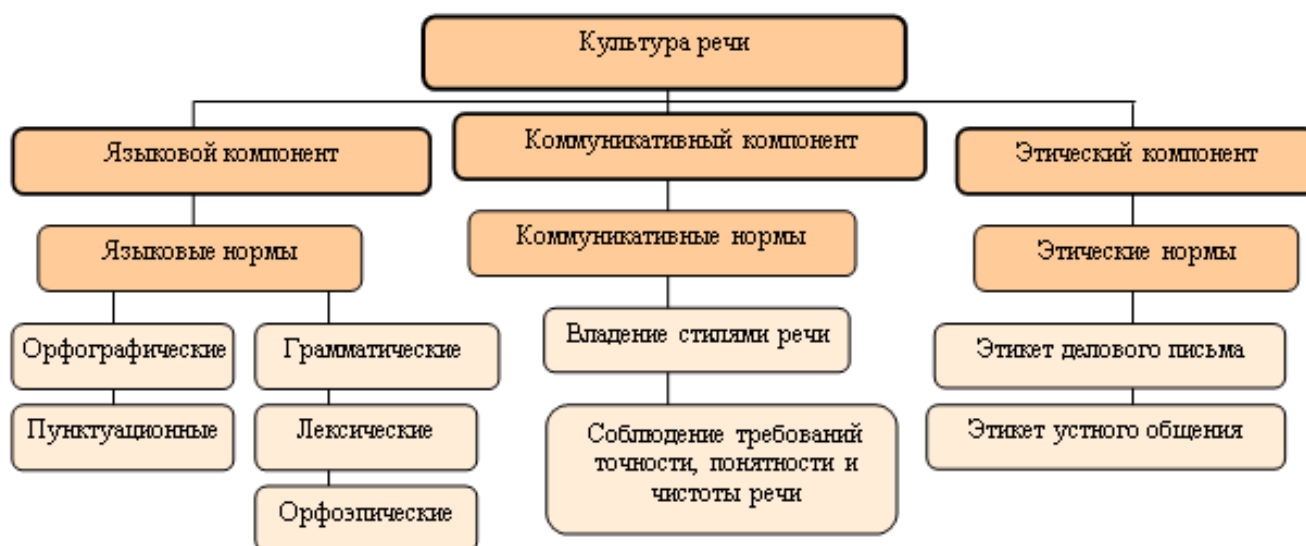 Культура речи
Языковой компонент
Коммуникативный компонент
Этический компонент
Языковые нормы
Коммуникативные нормы
Этические нормы
Орфографические
Грамматические
Владение стилями речи
Этикет делового письма
Пунктуационные
Лексические
Соблюдение требований
точности, понятности и
чистоты речи
Этикет устного общения
Орфоэпические